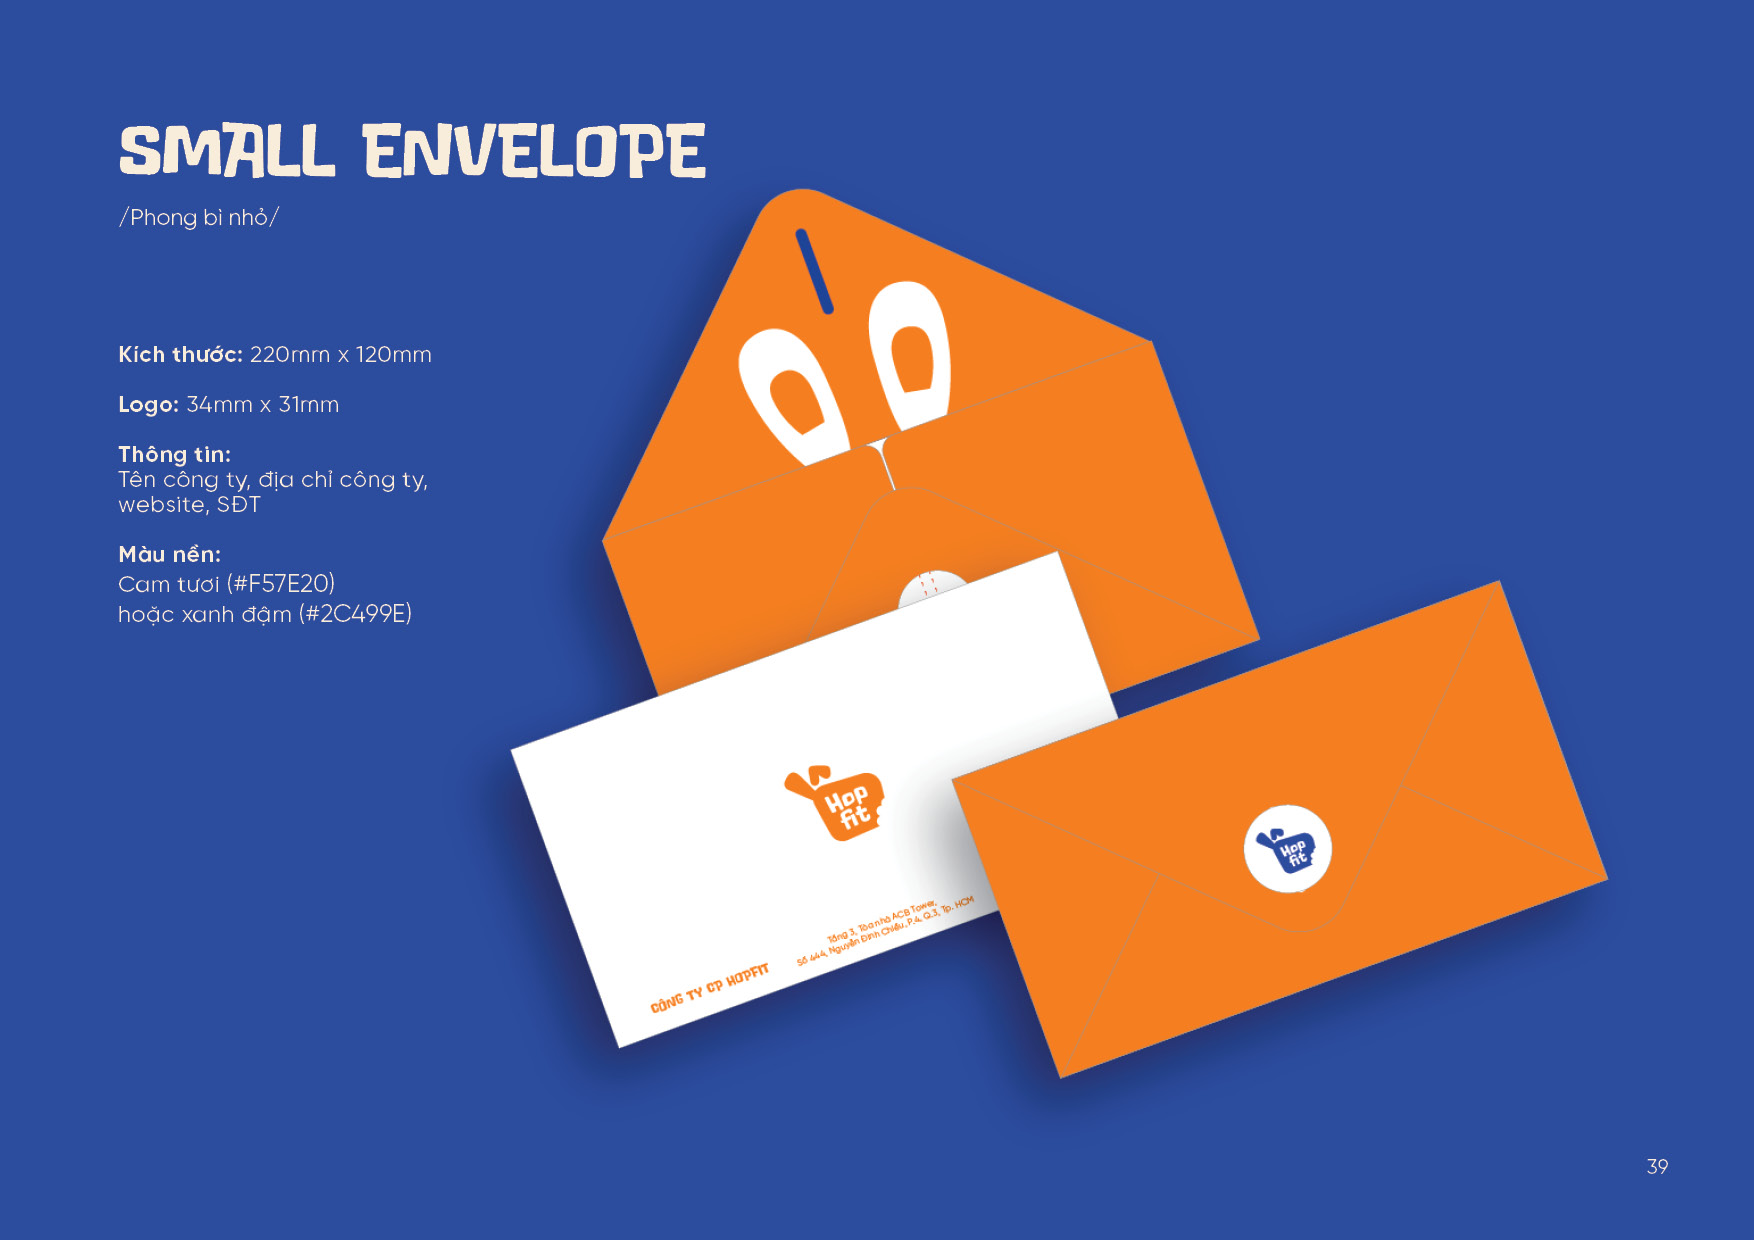 SMALL ENVELOPE
/Phong bì nhỏ/
Kích thước: 220mm x 120mm
Logo: 34mm x 31mm
Thông tin:
Tên công ty, địa chỉ công ty,
website, SĐT
Màu nền:
Cam tươi (#F57E20)
hoặc xanh đậm (#2C499E)
Hop
fit
Tầng 3, Tòa nhà ACB Tower,
Số 444, Nguyễn Đình Chiểu, P.4, Q.3, Tp. HCM
CÔNG TY CP HOPFIT
Hop
fit
39